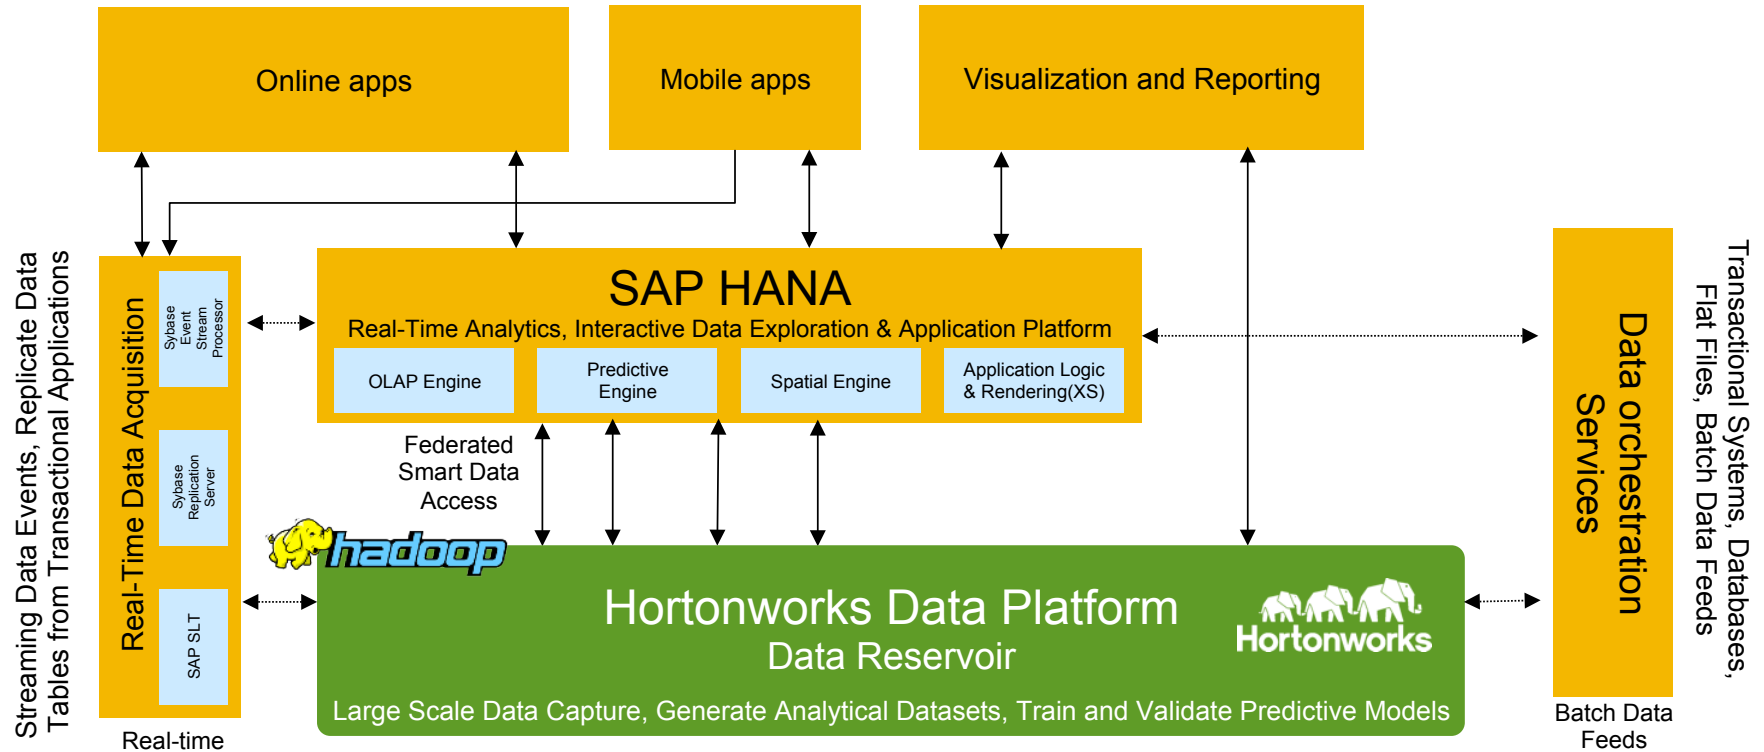 Online apps
Mobile apps
Visualization and Reporting
Streaming Data Events, Replicate Data
Tables from Transactional Applications
Real-Time Data Acquisition
Sybase
Event
Stream
Processor
Sybase
Replication
Server
SAP SLT
Real-time
SAP HANA
Real-Time Analytics, Interactive Data Exploration & Application Platform
OLAP Engine
Predictive
Engine
Spatial Engine
Application Logic
& Rendering(XS)
Federated
Smart Data
Access
hadoop
Hortonworks Data Platform
Data Reservoir
Hortonworks
Large Scale Data Capture, Generate Analytical Datasets, Train and Validate Predictive Models
Data orchestration
Services
Batch Data
Feeds
Transactional Systems, Databases,
Flat Files, Batch Data Feeds